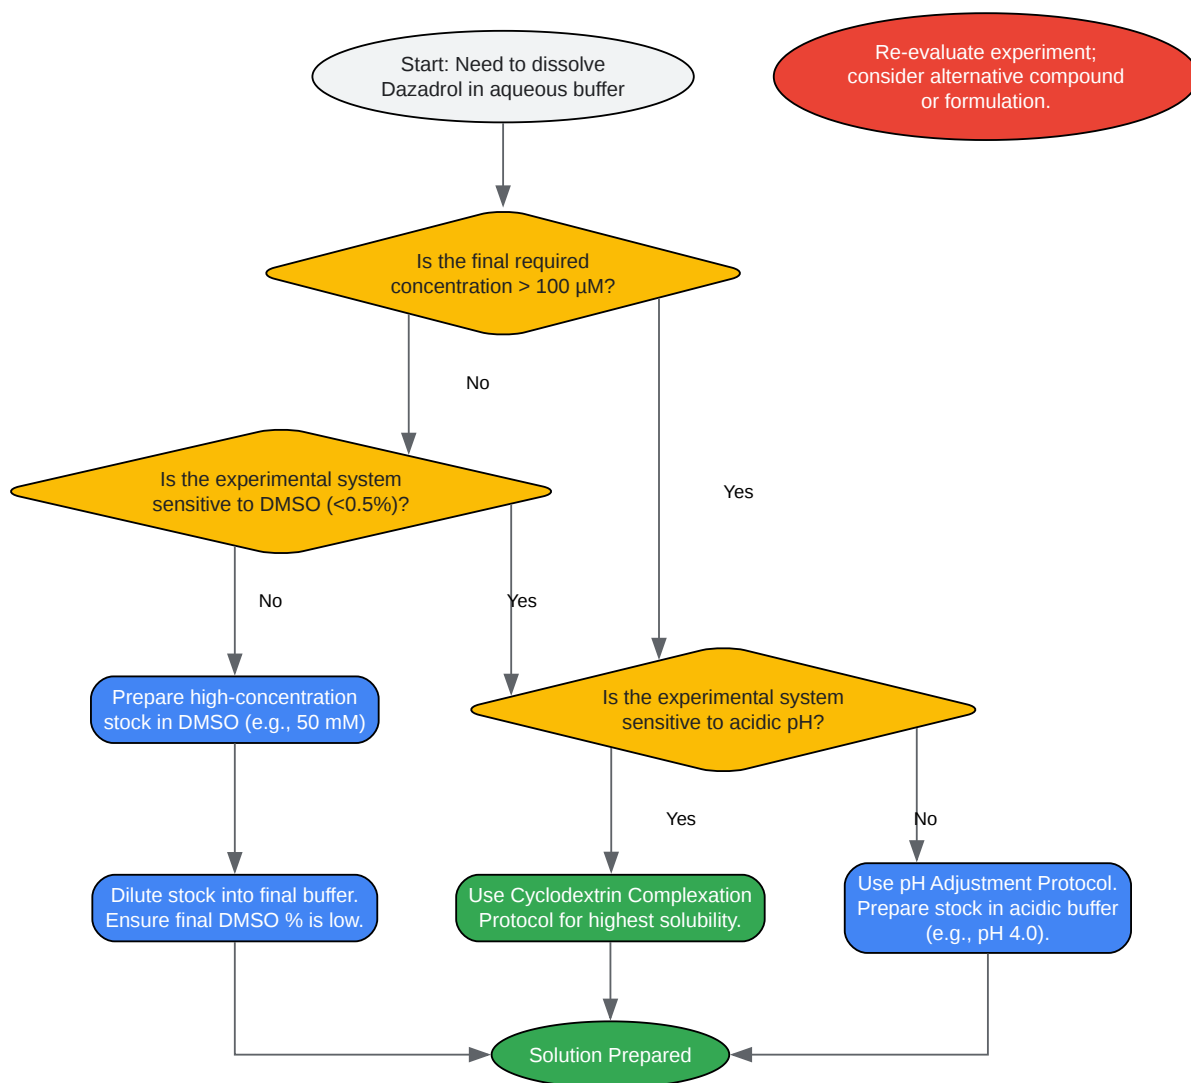 Start: Need to dissolve
Dazadrol in aqueous buffer
Re-evaluate experiment;
consider alternative compound
or formulation.
Is the final required
concentration > 100 µM?
No
Is the experimental system
sensitive to DMSO (<0.5%)?
Yes
No
Yes
Prepare high-concentration
stock in DMSO (e.g., 50 mM)
Is the experimental system
sensitive to acidic pH?
Yes
No
Dilute stock into final buffer.
Ensure final DMSO % is low.
Use Cyclodextrin Complexation
Protocol for highest solubility.
Use pH Adjustment Protocol.
Prepare stock in acidic buffer
(e.g., pH 4.0).
Solution Prepared